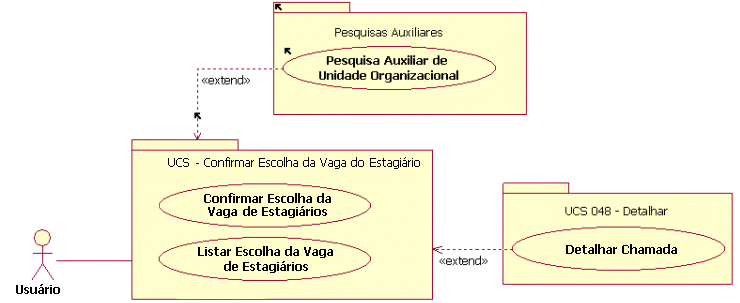 Pesquisas Auxiliares
Pesquisa Auxiliar de
Unidade Organizacional
«extend»
UCS - Confirmar Escolha da Vaga do Estagiário
Confirmar Escolha da
Vaga de Estagiários
Listar Escolha da Vaga
de Estagiários
UCS 048 - Detalhar
Detalhar Chamada
«extend»
Usuário